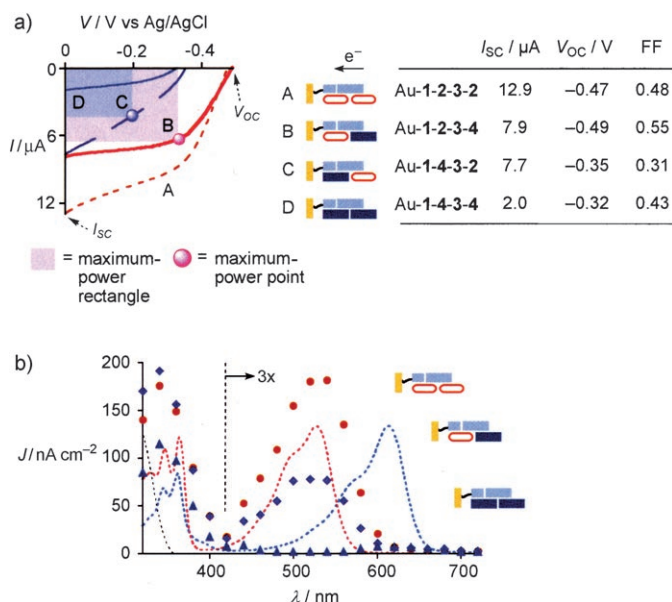 a)
V / V vs Ag/AgCl
0 -0.2 -0.4
0
6
12
I / μA
D C B A
V_OC
I_SC
= maximum-power rectangle
= maximum-power point
e⁻
I_SC / μA V_OC / V FF
A Au-1-2-3-2 12.9 –0.47 0.48
B Au-1-2-3-4 7.9 –0.49 0.55
C Au-1-4-3-2 7.7 –0.35 0.31
D Au-1-4-3-4 2.0 –0.32 0.43
b)
200
150
100
50
0
J / nA cm⁻²
3x
400 500 600 700
λ / nm